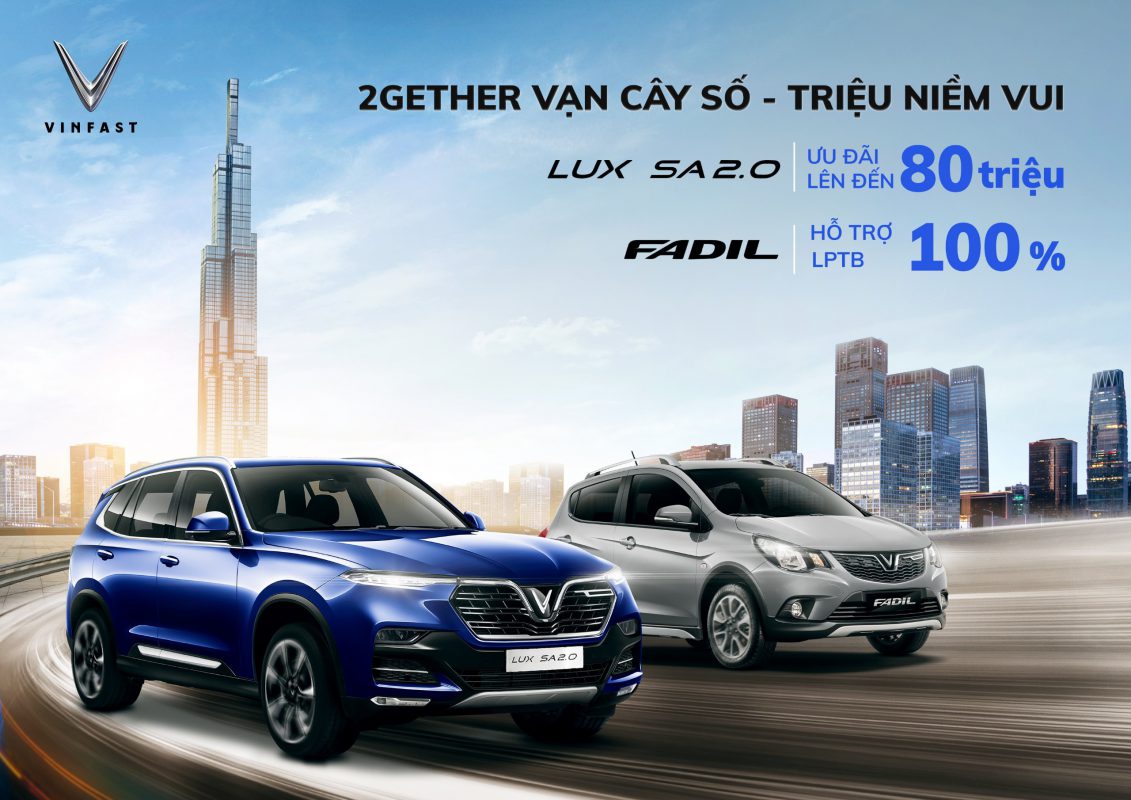 VINFAST
2GETHER VẠN CÂY SỐ - TRIỆU NIỀM VUI
LUX SA2.0
ƯU ĐÃI
LÊN ĐẾN
80 triệu
FADIL
HỖ TRỢ
LPTB
100 %
FADIL
LUX SA2.0